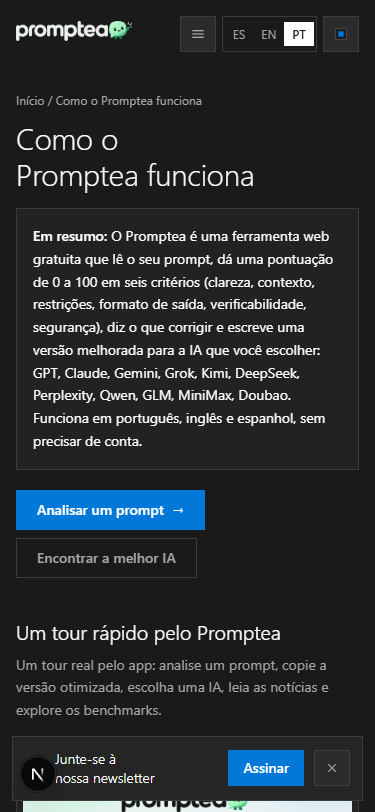 promptea
ES EN PT
Início / Como o Promptea funciona
Como o
Promptea funciona
Em resumo: O Promptea é uma ferramenta web
gratuita que lê o seu prompt, dá uma pontuação
de 0 a 100 em seis critérios (clareza, contexto,
restrições, formato de saída, verificabilidade,
segurança), diz o que corrigir e escreve uma
versão melhorada para a IA que você escolher:
GPT, Claude, Gemini, Grok, Kimi, DeepSeek,
Perplexity, Qwen, GLM, MiniMax, Doubao.
Funciona em português, inglês e espanhol, sem
precisar de conta.
Analisar um prompt →
Encontrar a melhor IA
Um tour rápido pelo Promptea
Um tour real pelo app: analise um prompt, copie a
versão otimizada, escolha uma IA, leia as notícias e
explore os benchmarks.
Junte-se à
nossa newsletter
Assinar
N
promptea